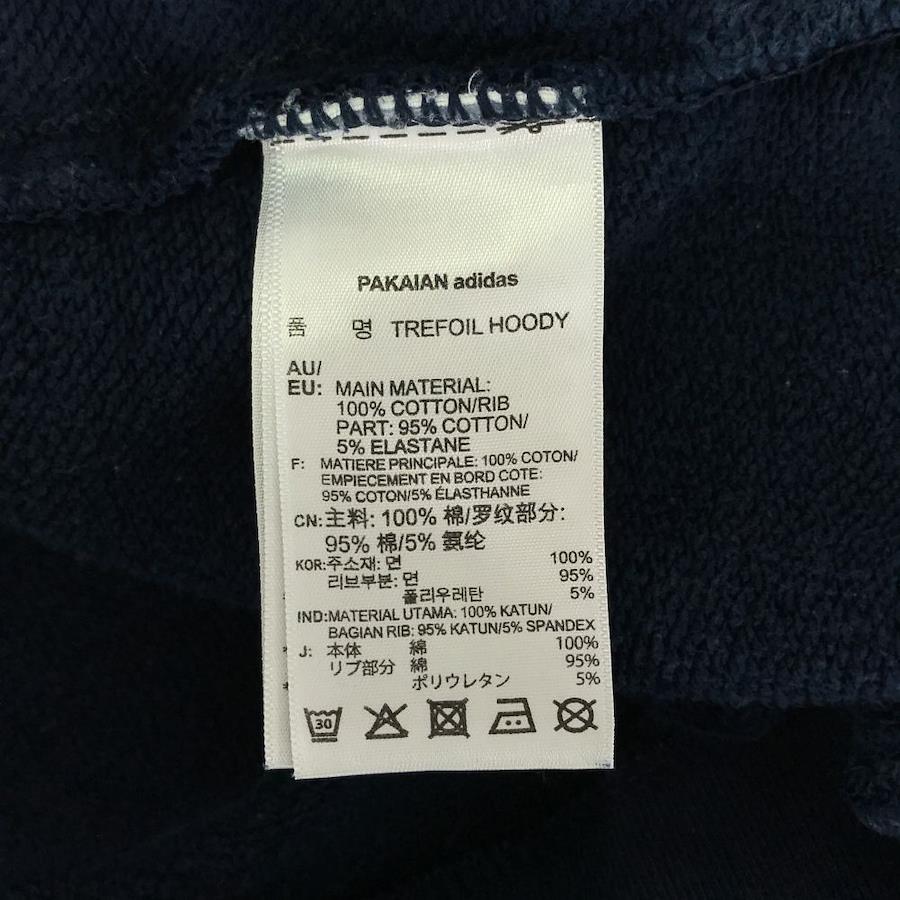 PAKAIAN adidas
품 명 TREFOIL HOODY
AU/
EU: MAIN MATERIAL:
100% COTTON/RIB
PART: 95% COTTON/
5% ELASTANE
F: MATIERE PRINCIPALE: 100% COTON/
EMPIECEMENT EN BORD COTE:
95% COTON/5% ÉLASTHANNE
CN: 主料: 100% 棉/罗纹部分:
95% 棉/5% 氨纶
KOR: 주소재: 면 100%
리브부분: 면 95%
폴리우레탄 5%
IND: MATERIAL UTAMA: 100% KATUN/
BAGIAN RIB: 95% KATUN/5% SPANDEX
J: 本体 綿 100%
リブ部分 綿 95%
ポリウレタン 5%
30